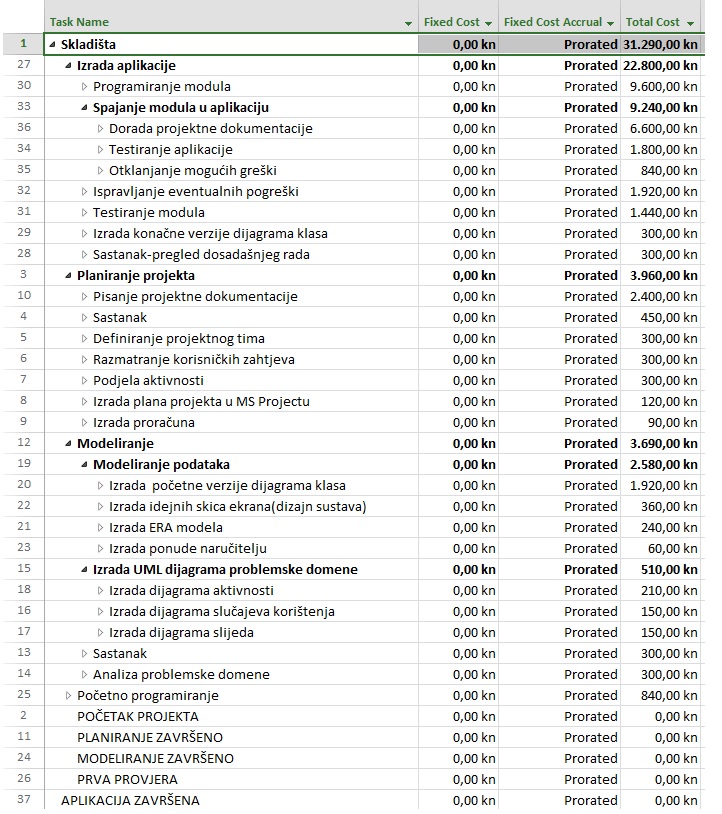 Task Name Fixed Cost Fixed Cost Accrual Total Cost
1 Skladišta 0,00 kn Prorated 31.290,00 kn
27 Izrada aplikacije 0,00 kn Prorated 22.800,00 kn
30 Programiranje modula 0,00 kn Prorated 9.600,00 kn
33 Spajanje modula u aplikaciju 0,00 kn Prorated 9.240,00 kn
36 Dorada projektne dokumentacije 0,00 kn Prorated 6.600,00 kn
34 Testiranje aplikacije 0,00 kn Prorated 1.800,00 kn
35 Otklanjanje mogućih greški 0,00 kn Prorated 840,00 kn
32 Ispravljanje eventualnih pogreški 0,00 kn Prorated 1.920,00 kn
31 Testiranje modula 0,00 kn Prorated 1.440,00 kn
29 Izrada konačne verzije dijagrama klasa 0,00 kn Prorated 300,00 kn
28 Sastanak-pregled dosadašnjeg rada 0,00 kn Prorated 300,00 kn
3 Planiranje projekta 0,00 kn Prorated 3.960,00 kn
10 Pisanje projektne dokumentacije 0,00 kn Prorated 2.400,00 kn
4 Sastanak 0,00 kn Prorated 450,00 kn
5 Definiranje projektnog tima 0,00 kn Prorated 300,00 kn
6 Razmatranje korisničkih zahtjeva 0,00 kn Prorated 300,00 kn
7 Podjela aktivnosti 0,00 kn Prorated 300,00 kn
8 Izrada plana projekta u MS Projectu 0,00 kn Prorated 120,00 kn
9 Izrada proračuna 0,00 kn Prorated 90,00 kn
12 Modeliranje 0,00 kn Prorated 3.690,00 kn
19 Modeliranje podataka 0,00 kn Prorated 2.580,00 kn
20 Izrada početne verzije dijagrama klasa 0,00 kn Prorated 1.920,00 kn
22 Izrada idejnih skica ekrana(dizajn sustava) 0,00 kn Prorated 360,00 kn
21 Izrada ERA modela 0,00 kn Prorated 240,00 kn
23 Izrada ponude naručitelju 0,00 kn Prorated 60,00 kn
15 Izrada UML dijagrama problemske domene 0,00 kn Prorated 510,00 kn
18 Izrada dijagrama aktivnosti 0,00 kn Prorated 210,00 kn
16 Izrada dijagrama slučajeva korištenja 0,00 kn Prorated 150,00 kn
17 Izrada dijagrama slijeda 0,00 kn Prorated 150,00 kn
13 Sastanak 0,00 kn Prorated 300,00 kn
14 Analiza problemske domene 0,00 kn Prorated 300,00 kn
25 Početno programiranje 0,00 kn Prorated 840,00 kn
2 POČETAK PROJEKTA 0,00 kn Prorated 0,00 kn
11 PLANIRANJE ZAVRŠENO 0,00 kn Prorated 0,00 kn
24 MODELIRANJE ZAVRŠENO 0,00 kn Prorated 0,00 kn
26 PRVA PROVJERA 0,00 kn Prorated 0,00 kn
37 APLIKACIJA ZAVRŠENA 0,00 kn Prorated 0,00 kn